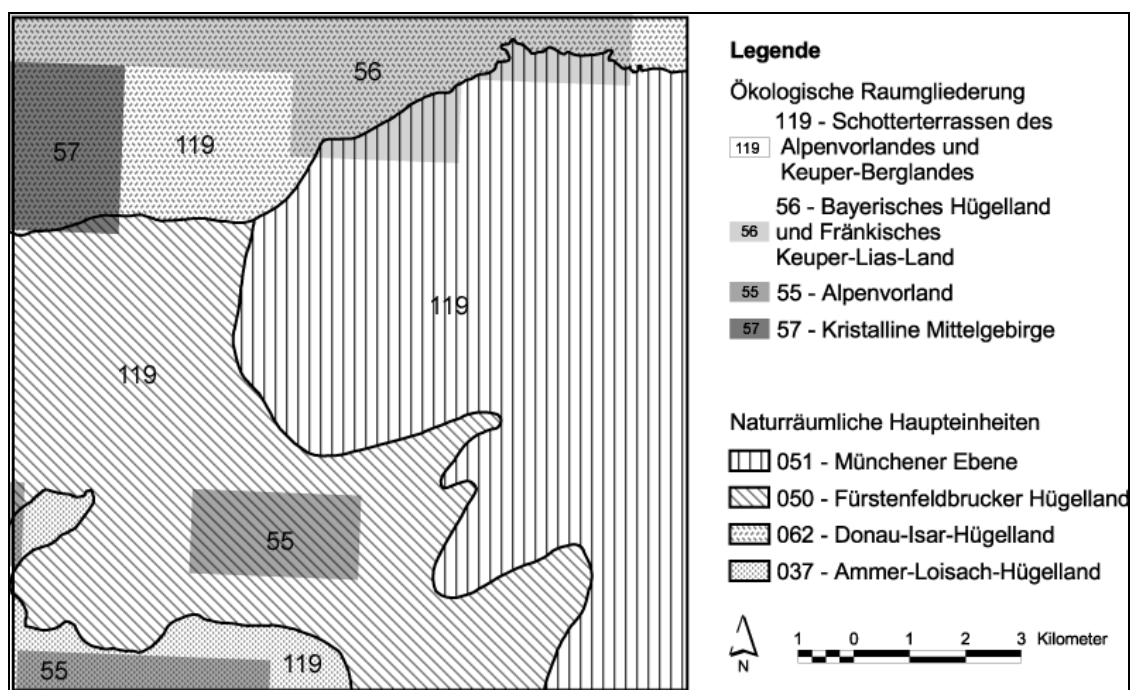 56
57
119
119
119
55
55
119
Legende
Ökologische Raumgliederung
119 - Schotterterrassen des
119 Alpenvorlandes und
Keuper-Berglandes
56 - Bayerisches Hügelland
56 und Fränkisches
Keuper-Lias-Land
55 55 - Alpenvorland
57 57 - Kristalline Mittelgebirge
Naturräumliche Haupteinheiten
051 - Münchener Ebene
050 - Fürstenfeldbrucker Hügelland
062 - Donau-Isar-Hügelland
037 - Ammer-Loisach-Hügelland
N
1 0 1 2 3 Kilometer